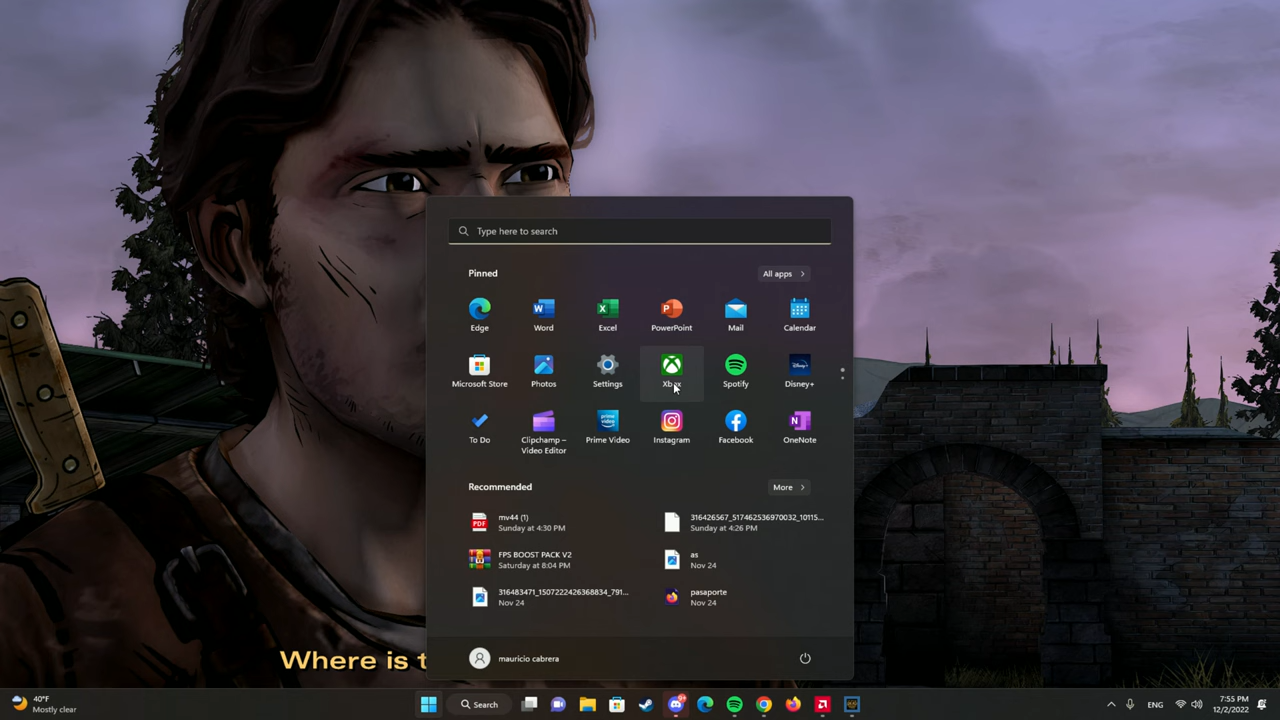 Type here to search
Pinned
All apps
Edge
Word
Excel
PowerPoint
Mail
Calendar
Microsoft Store
Photos
Settings
Xbox
Spotify
Disney+
To Do
Clipchamp –
Video Editor
Prime Video
Instagram
Facebook
OneNote
Recommended
More
mv44 (1)
Sunday at 4:30 PM
316426567_517462536970032_10115...
Sunday at 4:26 PM
FPS BOOST PACK V2
Saturday at 8:04 PM
as
Nov 24
316483471_1507222426368834_791...
Nov 24
pasaporte
Nov 24
Where is t
mauricio cabrera
40°F
Mostly clear
Search
ENG
7:55 PM
12/2/2022